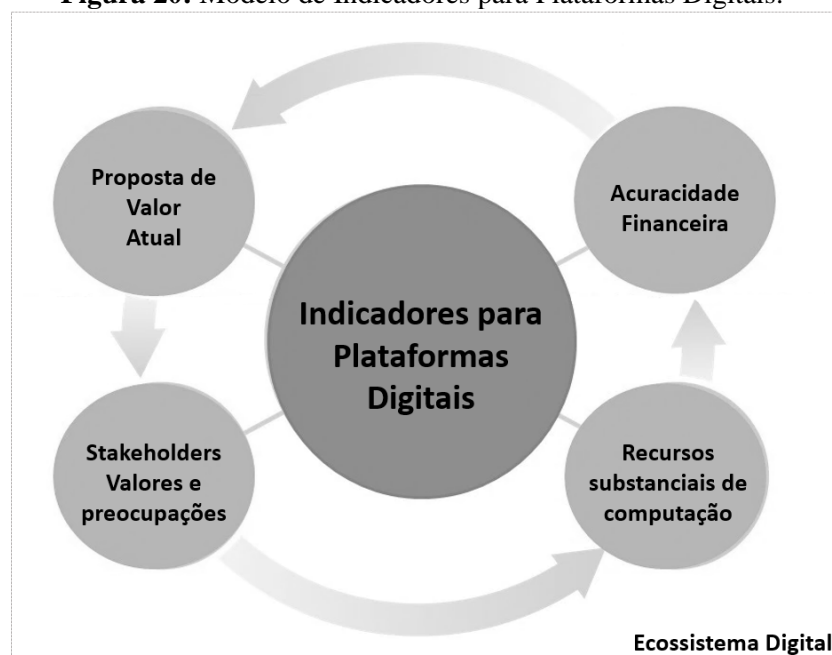 Figura 20: Modelo de Indicadores para Plataformas Digitais.
Proposta de
Valor
Atual
Acuracidade
Financeira
Indicadores para
Plataformas
Digitais
Stakeholders
Valores e
preocupações
Recursos
substanciais de
computação
Ecossistema Digital